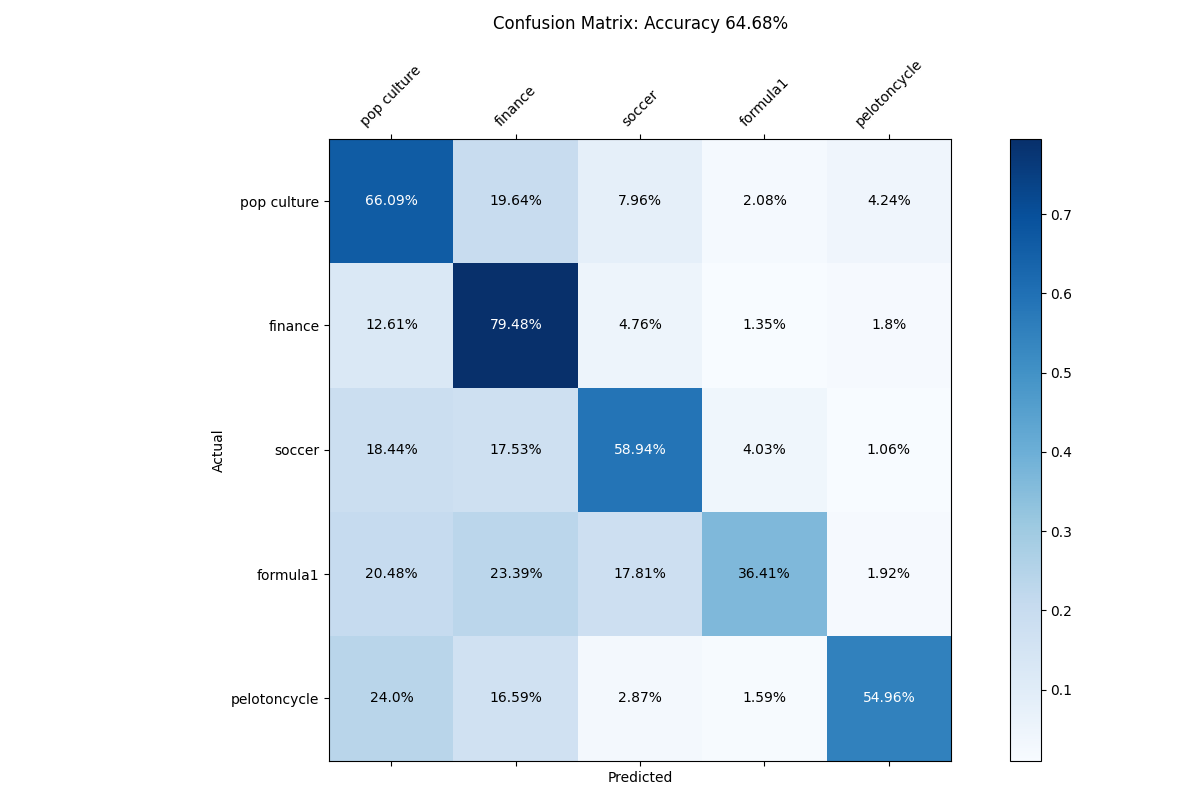 Confusion Matrix: Accuracy 64.68%
pop culture finance soccer formula1 pelotoncycle
pop culture 66.09% 19.64% 7.96% 2.08% 4.24%
finance 12.61% 79.48% 4.76% 1.35% 1.8%
soccer 18.44% 17.53% 58.94% 4.03% 1.06%
formula1 20.48% 23.39% 17.81% 36.41% 1.92%
pelotoncycle 24.0% 16.59% 2.87% 1.59% 54.96%
Actual
Predicted
0.7
0.6
0.5
0.4
0.3
0.2
0.1